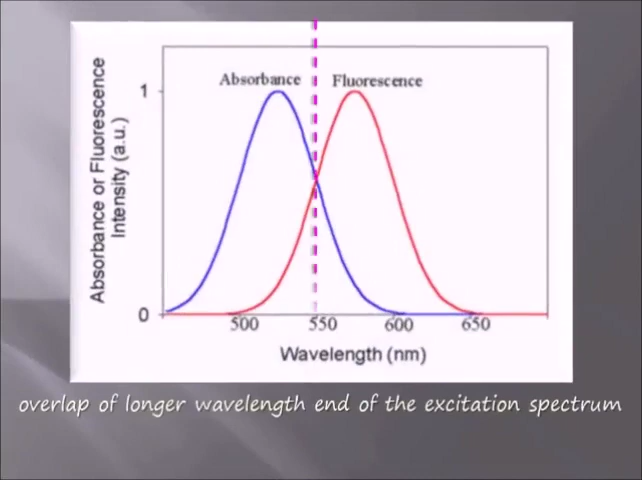 Absorbance Fluorescence
Absorbance or Fluorescence
Intensity (a.u.)
1
0
500 550 600 650
Wavelength (nm)
overlap of longer wavelength end of the excitation spectrum